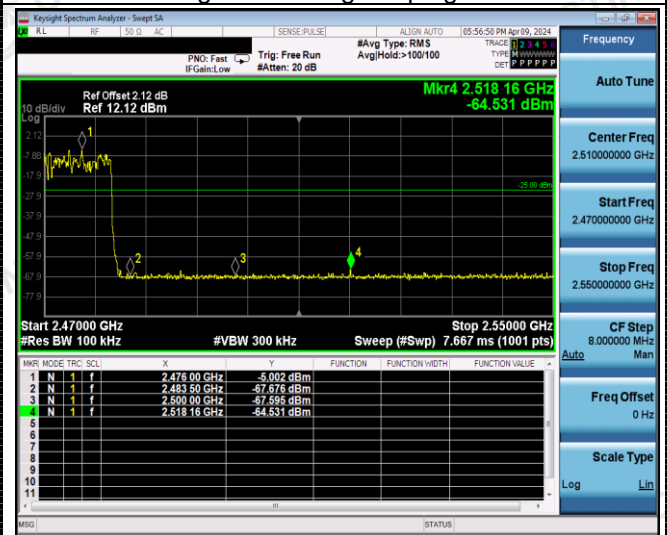 Keysight Spectrum Analyzer - Swept SA
RL RF 50 Ω AC SENSE:PULSE ALIGN AUTO 05:56:50 PM Apr 09, 2024
PNO: Fast Trig: Free Run #Avg Type: RMS TRACE 1 2 3 4 5 6
IFGain:Low #Atten: 20 dB Avg|Hold:>100/100 TYPE M WWWWW
DET P P P P P P
Frequency
Auto Tune
Center Freq
2.510000000 GHz
Start Freq
2.470000000 GHz
Stop Freq
2.550000000 GHz
CF Step
8.000000 MHz
Auto Man
Freq Offset
0 Hz
Scale Type
Log Lin
Mkr4 2.518 16 GHz
-64.531 dBm
Ref Offset 2.12 dB
10 dB/div Ref 12.12 dBm
Log
2.12
-7.88
-17.9
-27.9
-37.9
-47.9
-57.9
-67.9
-77.9
-25.00 dBm
1
2
3
4
Start 2.47000 GHz Stop 2.55000 GHz
#Res BW 100 kHz #VBW 300 kHz Sweep (#Swp) 7.667 ms (1001 pts)
MKR MODE TRC SCL X Y FUNCTION FUNCTION WIDTH FUNCTION VALUE
1 N 1 f 2.476 00 GHz -5.002 dBm
2 N 1 f 2.483 50 GHz -67.676 dBm
3 N 1 f 2.500 00 GHz -67.595 dBm
4 N 1 f 2.518 16 GHz -64.531 dBm
5
6
7
8
9
10
11
MSG STATUS